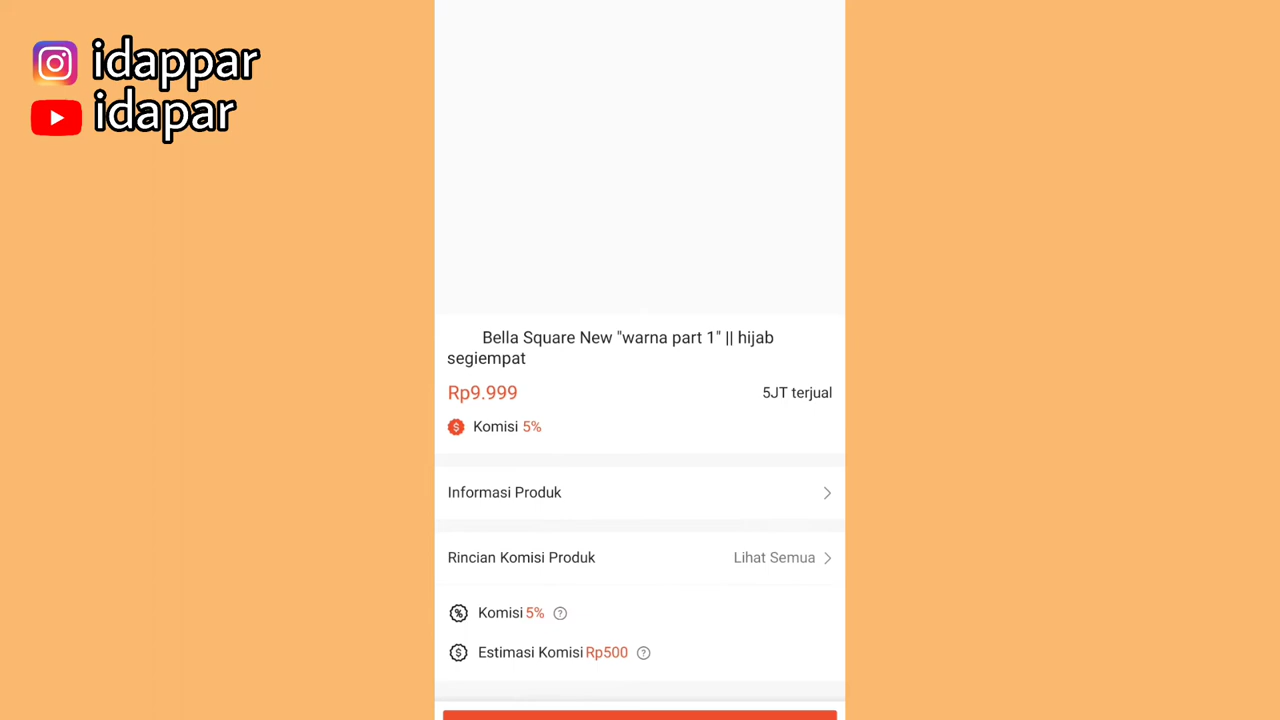 idappar
idapar
Bella Square New "warna part 1" || hijab
segiempat
Rp9.999 5JT terjual
Komisi 5%
Informasi Produk
Rincian Komisi Produk Lihat Semua
Komisi 5%
Estimasi Komisi Rp500